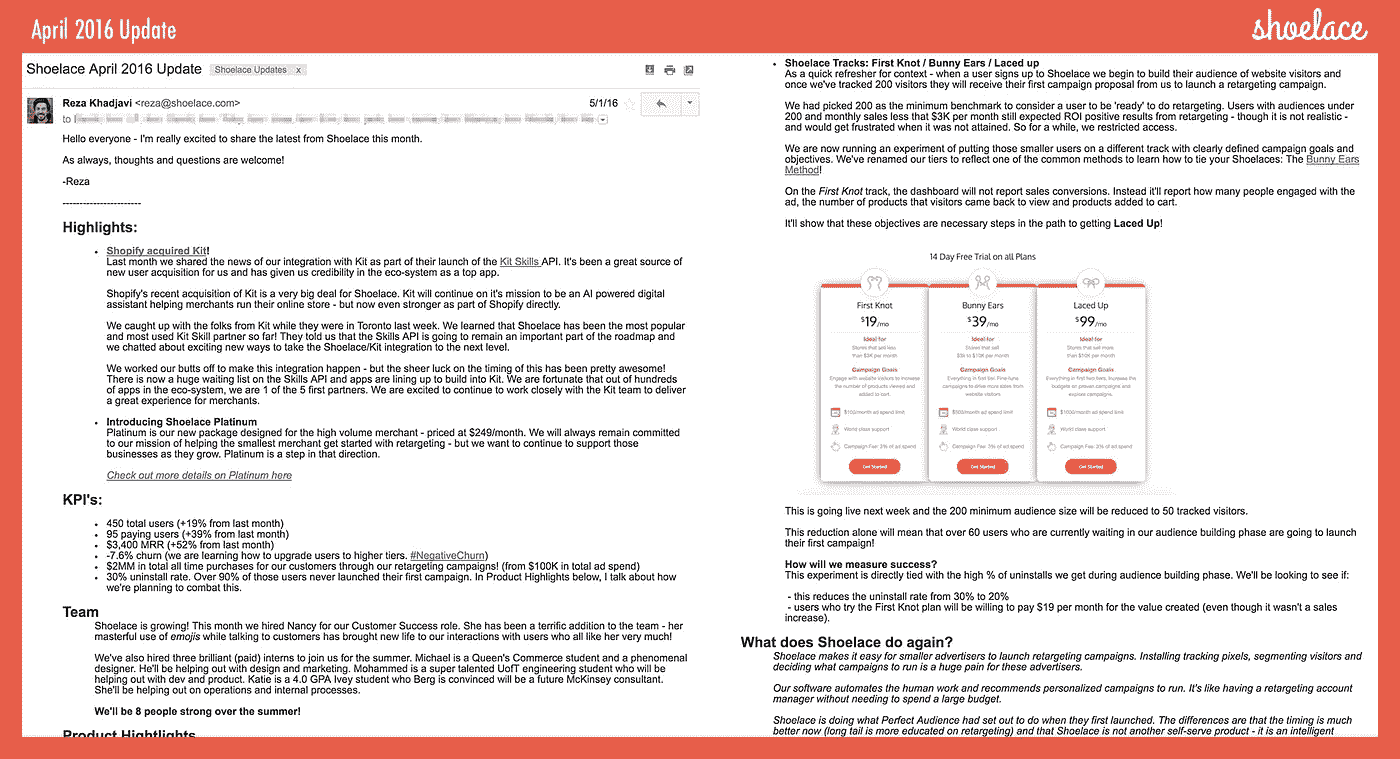 April 2016 Update
shoelace
Shoelace April 2016 Update Shoelace Updates x
Reza Khadjavi <reza@shoelace.com> 5/1/16
to
Hello everyone - I'm really excited to share the latest from Shoelace this month.
As always, thoughts and questions are welcome!
-Reza
-----------------------
Highlights:
• Shopify acquired Kit!
Last month we shared the news of our integration with Kit as part of their launch of the Kit Skills API. It's been a great source of
new user acquisition for us and has given us credibility in the eco-system as a top app.
Shopify's recent acquisition of Kit is a very big deal for Shoelace. Kit will continue on it's mission to be an AI powered digital
assistant helping merchants run their online store - but now even stronger as part of Shopify directly.
We caught up with the folks from Kit while they were in Toronto last week. We learned that Shoelace has been the most popular
and most used Kit Skill partner so far! They told us that the Skills API is going to remain an important part of the roadmap and
we chatted about exciting new ways to take the Shoelace/Kit integration to the next level.
We worked our butts off to make this integration happen - but the sheer luck on the timing of this has been pretty awesome!
There is now a huge waiting list on the Skills API and apps are lining up to build into Kit. We are fortunate that out of hundreds
of apps in the eco-system, we are 1 of the 5 first partners. We are excited to continue to work closely with the Kit team to deliver
a great experience for merchants.
• Introducing Shoelace Platinum
Platinum is our new package designed for the high volume merchant - priced at $249/month. We will always remain committed
to our mission of helping the smallest merchant get started with retargeting - but we want to continue to support those
businesses as they grow. Platinum is a step in that direction.
Check out more details on Platinum here
KPI's:
• 450 total users (+19% from last month)
• 95 paying users (+39% from last month)
• $3,400 MRR (+52% from last month)
• -7.6% churn (we are learning how to upgrade users to higher tiers. #NegativeChurn)
• $2MM in total all time purchases for our customers through our retargeting campaigns! (from $100K in total ad spend)
• 30% uninstall rate. Over 90% of those users never launched their first campaign. In Product Highlights below, I talk about how
we're planning to combat this.
Team
Shoelace is growing! This month we hired Nancy for our Customer Success role. She has been a terrific addition to the team - her
masterful use of emojis while talking to customers has brought new life to our interactions with users who all like her very much!
We've also hired three brilliant (paid) interns to join us for the summer. Michael is a Queen's Commerce student and a phenomenal
designer. He'll be helping out with design and marketing. Mohammed is a super talented UofT engineering student who will be
helping out with dev and product. Katie is a 4.0 GPA Ivey student who Berg is convinced will be a future McKinsey consultant.
She'll be helping out on operations and internal processes.
We'll be 8 people strong over the summer!
Product Hightlights
• Shoelace Tracks: First Knot / Bunny Ears / Laced up
As a quick refresher for context - when a user signs up to Shoelace we begin to build their audience of website visitors and
once we've tracked 200 visitors they will receive their first campaign proposal from us to launch a retargeting campaign.
We had picked 200 as the minimum benchmark to consider a user to be 'ready' to do retargeting. Users with audiences under
200 and monthly sales less that $3K per month still expected ROI positive results from retargeting - though it is not realistic -
and would get frustrated when it was not attained. So for a while, we restricted access.
We are now running an experiment of putting those smaller users on a different track with clearly defined campaign goals and
objectives. We've renamed our tiers to reflect one of the common methods to learn how to tie your Shoelaces: The Bunny Ears
Method!
On the First Knot track, the dashboard will not report sales conversions. Instead it'll report how many people engaged with the
ad, the number of products that visitors came back to view and products added to cart.
It'll show that these objectives are necessary steps in the path to getting Laced Up!
14 Day Free Trial on all Plans
First Knot
$19/mo
Ideal for
Stores that sell less
than $3K per month
Campaign Goals
Engage with website visitors to increase
the number of products viewed and
added to cart.
$100/month ad spend limit
World class support
Campaign Fee: 3% of ad spend
Get Started
Bunny Ears
$39/mo
Ideal for
Stores that sell
$3k to $10K per month
Campaign Goals
Everything in first tier. Fine-tune
campaigns to drive more sales from
website visitors
World class support
Get Started
Laced Up
$99/mo
Ideal for
Stores that sell more
than $10K per month
Campaign Goals
Everything in first two tiers. Increase the
budgets on proven campaigns and
expand campaigns.
World class support
Get Started
This is going live next week and the 200 minimum audience size will be reduced to 50 tracked visitors.
This reduction alone will mean that over 60 users who are currently waiting in our audience building phase are going to launch
their first campaign!
How will we measure success?
This experiment is directly tied with the high % of uninstalls we get during audience building phase. We'll be looking to see if:
- this reduces the uninstall rate from 30% to 20%
- users who try the First Knot plan will be willing to pay $19 per month for the value created (even though it wasn't a sales
increase).
What does Shoelace do again?
Shoelace makes it easy for smaller advertisers to launch retargeting campaigns. Installing tracking pixels, segmenting visitors and
deciding what campaigns to run is a huge pain for these advertisers.
Our software automates the human work and recommends personalized campaigns to run. It's like having a retargeting account
manager without needing to spend a large budget.
Shoelace is doing what Perfect Audience had set out to do when they first launched. The differences are that the timing is much
better now (long tail is more educated on retargeting) and that Shoelace is not another self-serve product - it is an intelligent